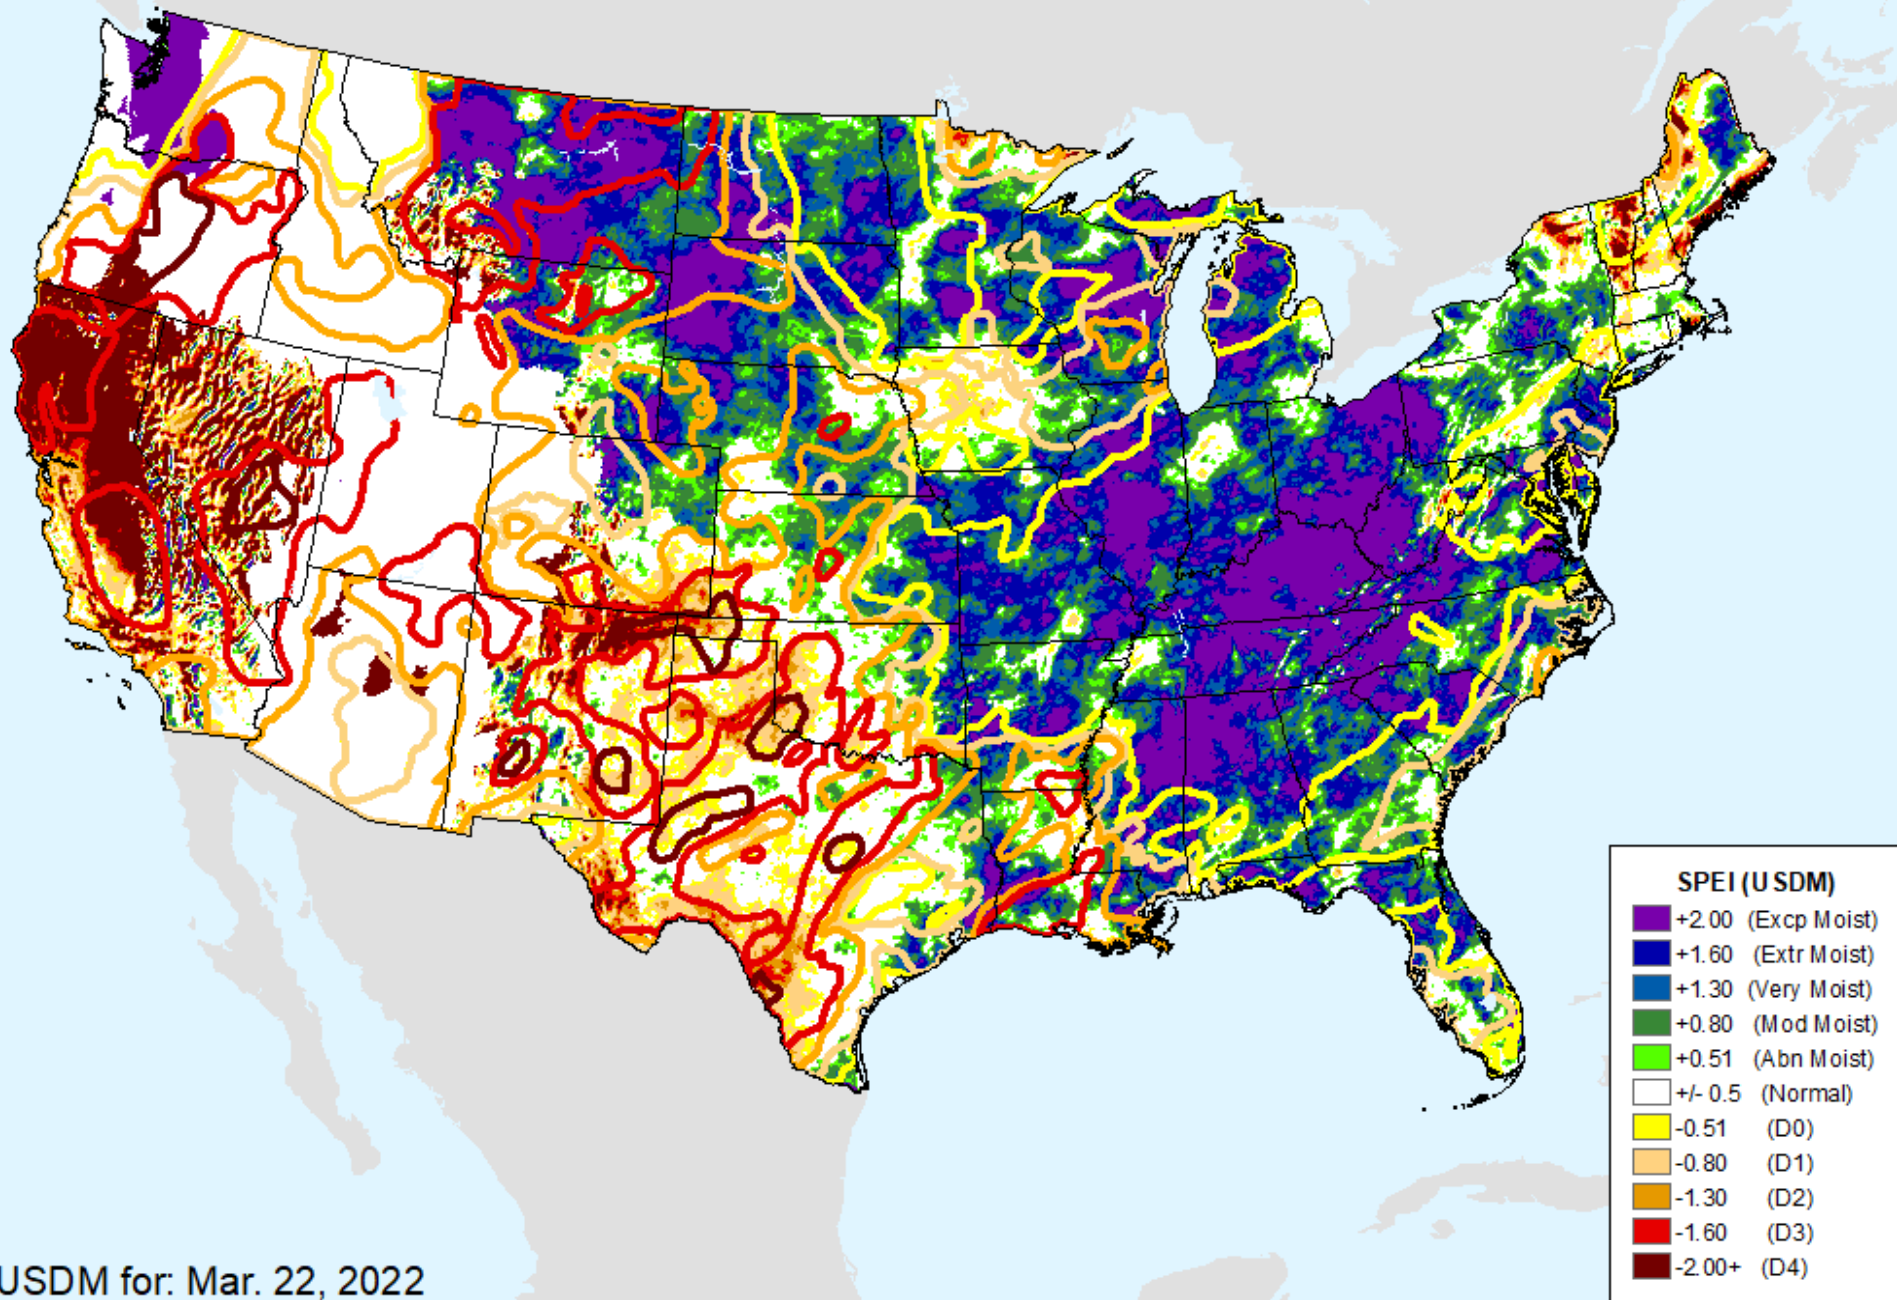 SPEI (USDM)
+2.00 (Excp Moist)
+1.60 (Extr Moist)
+1.30 (Very Moist)
+0.80 (Mod Moist)
+0.51 (Abn Moist)
+/- 0.5 (Normal)
-0.51 (D0)
-0.80 (D1)
-1.30 (D2)
-1.60 (D3)
-2.00+ (D4)
USDM for: Mar. 22, 2022